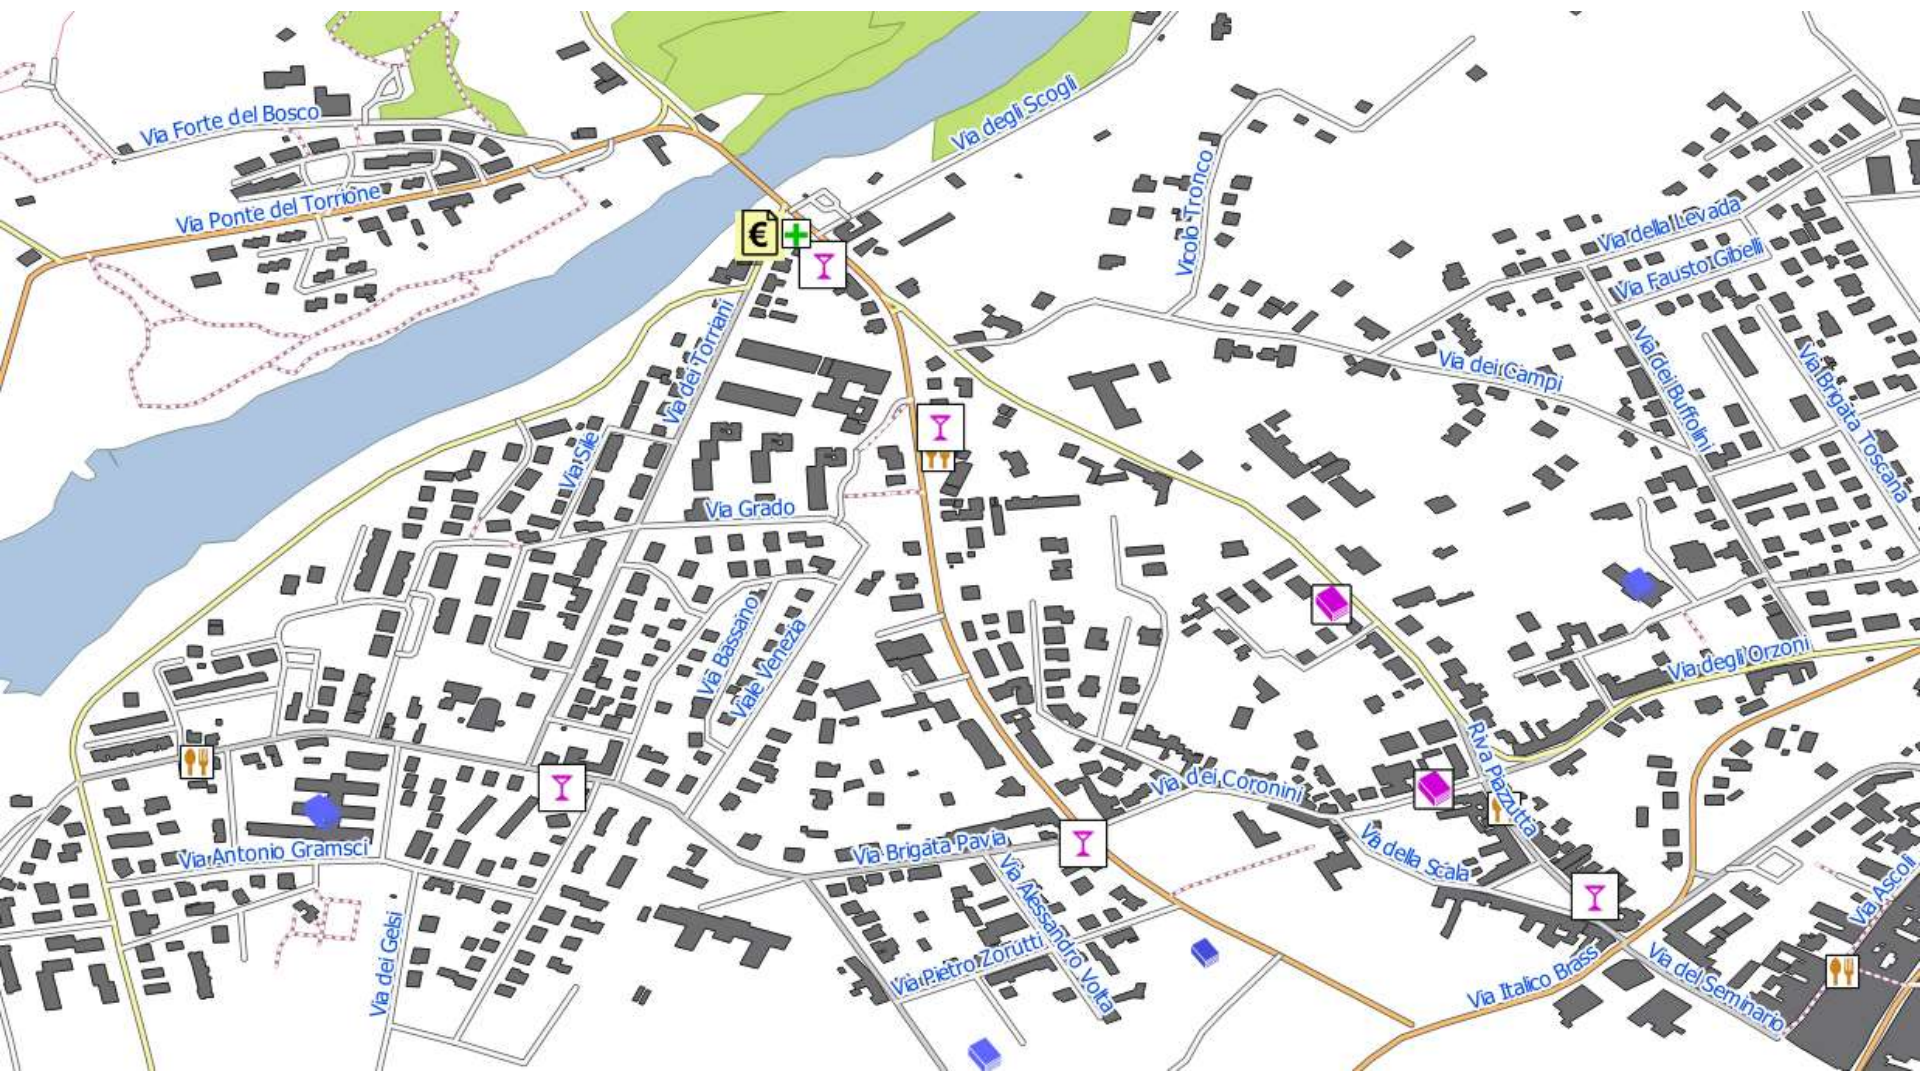 Via Forte del Bosco
Via degli Scogli
Via Ponte del Torrione
Vicolo Tronco
€
Via della Levada
Via Fausto Gibelli
Via dei Torriani
Via dei Buffolini
Via dei Campi
Via Brigata Toscana
Via Sile
Via Grado
Via Bassano
Viale Venezia
Via degli Orzoni
Riva Piazzutta
Via dei Coronini
Via Brigata Pavia
Via Antonio Gramsci
Via della Scala
Via Alessandro Volta
Via Ascoli
Via dei Gelsi
Via Pietro Zorutti
Via Italico Brass
Via del Seminario